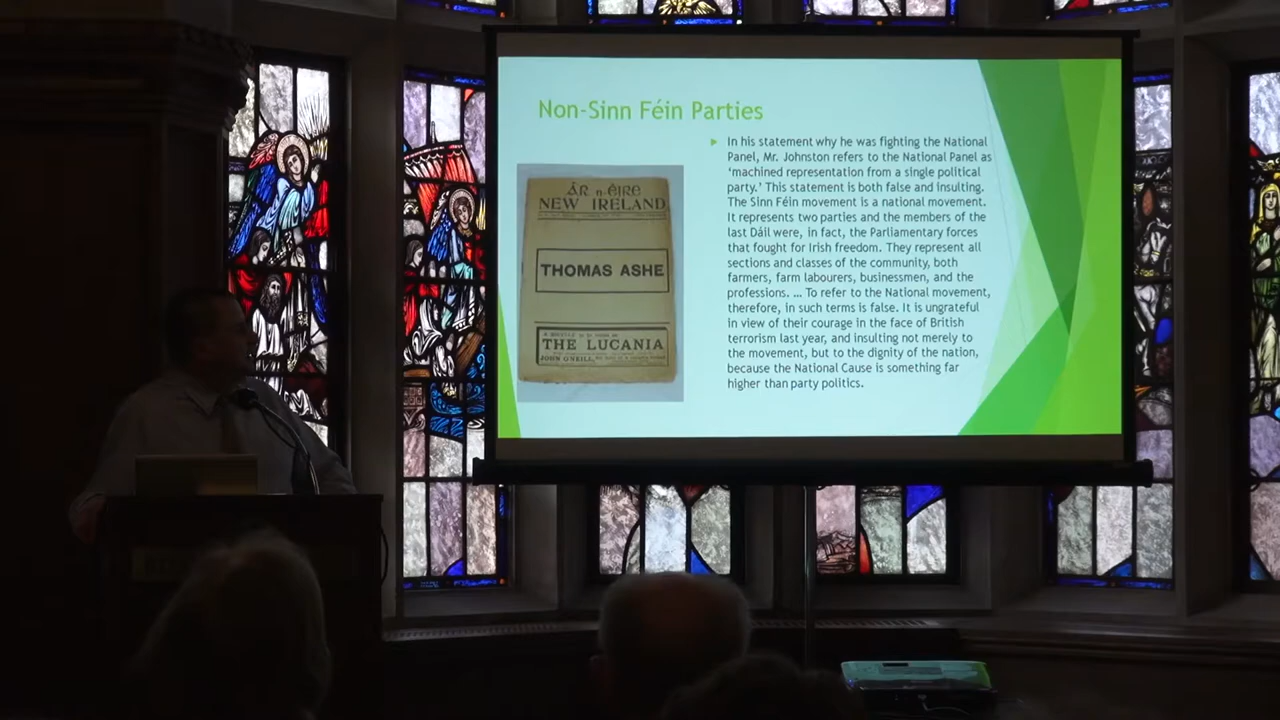 Non-Sinn Féin Parties
In his statement why he was fighting the National
Panel, Mr. Johnston refers to the National Panel as
‘machined representation from a single political
party.’ This statement is both false and insulting.
The Sinn Féin movement is a national movement.
It represents two parties and the members of the
last Dáil were, in fact, the Parliamentary forces
that fought for Irish freedom. They represent all
sections and classes of the community, both
farmers, farm labourers, businessmen, and the
professions. … To refer to the National movement,
therefore, in such terms is false. It is ungrateful
in view of their courage in the face of British
terrorism last year, and insulting not merely to
the movement, but to the dignity of the nation,
because the National Cause is something far
higher than party politics.
ÁR n-ÉIRE
NEW IRELAND
THOMAS ASHE
THE LUCANIA
JOHN O'NEILL,